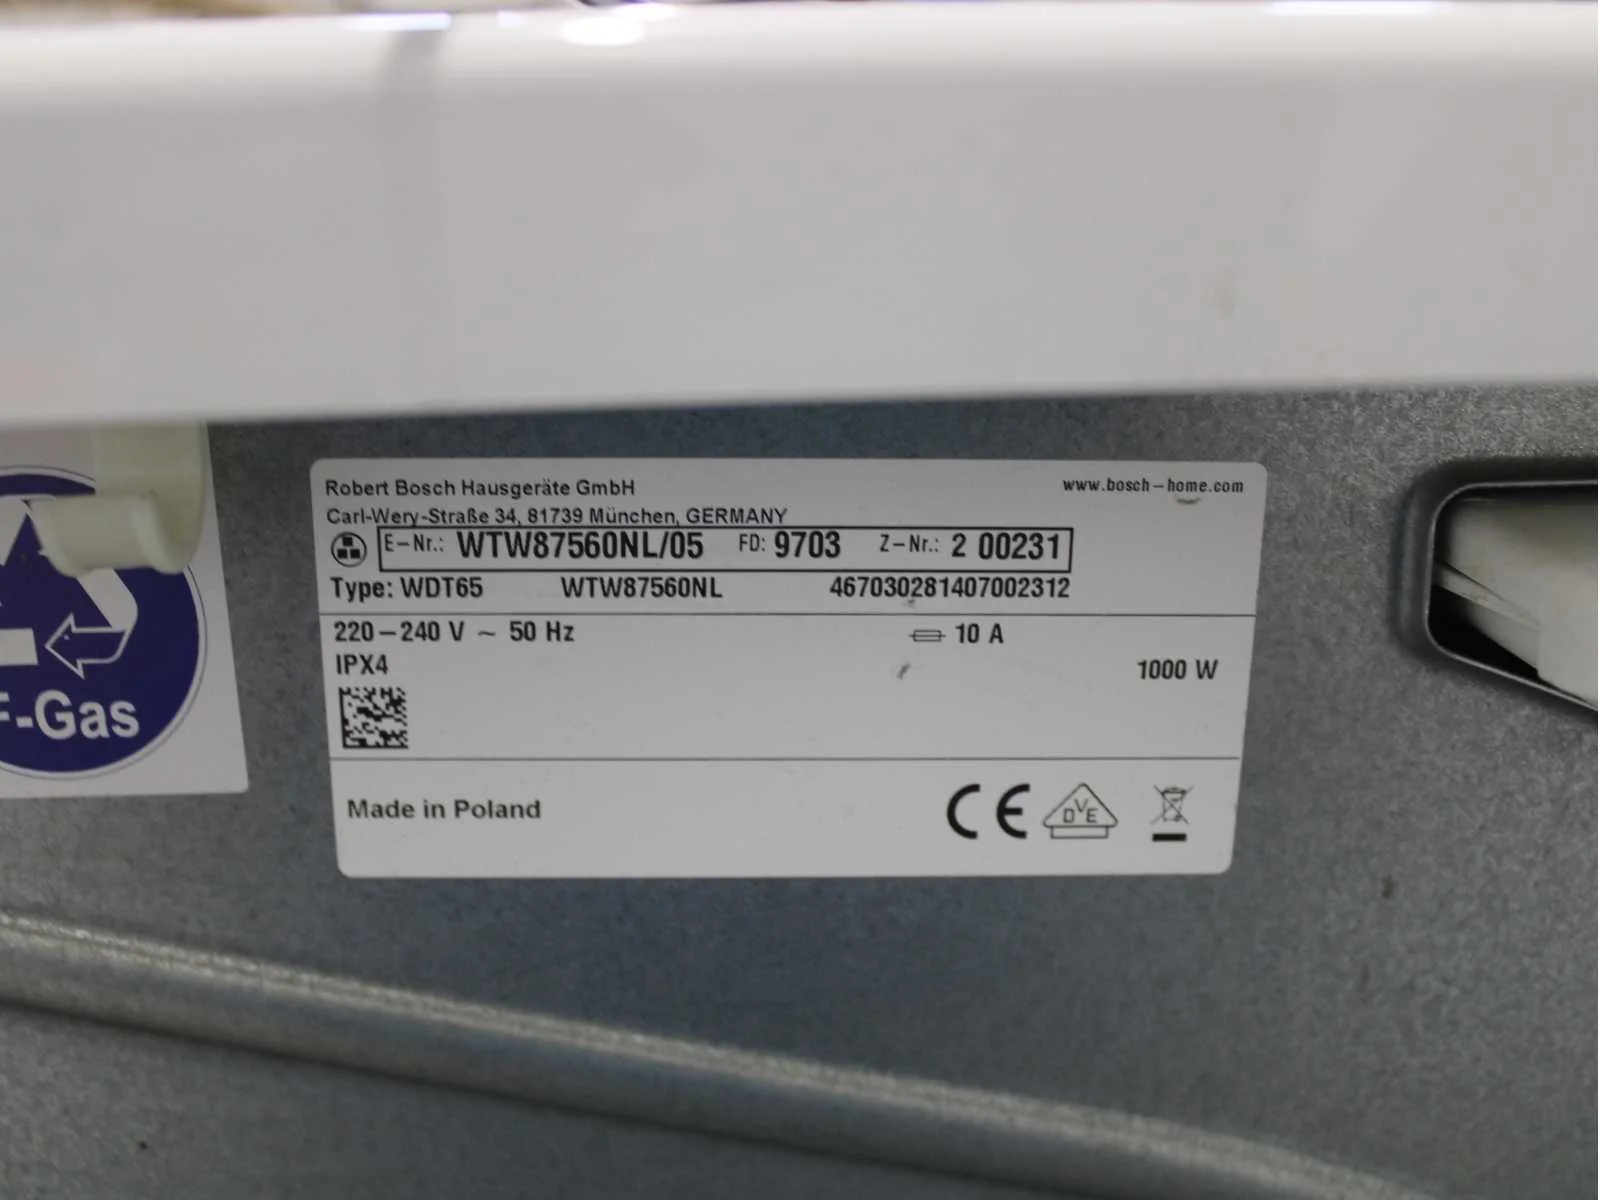 Robert Bosch Hausgeräte GmbH
www.bosch-home.com
Carl-Wery-Straße 34, 81739 München, GERMANY
E-Nr.: WTW87560NL/05 FD: 9703 Z-Nr.: 2 00231
Type: WDT65 WTW87560NL 467030281407002312
220-240 V ~ 50 Hz 10 A
IPX4
1000 W
Made in Poland
CE
DVE
F-Gas